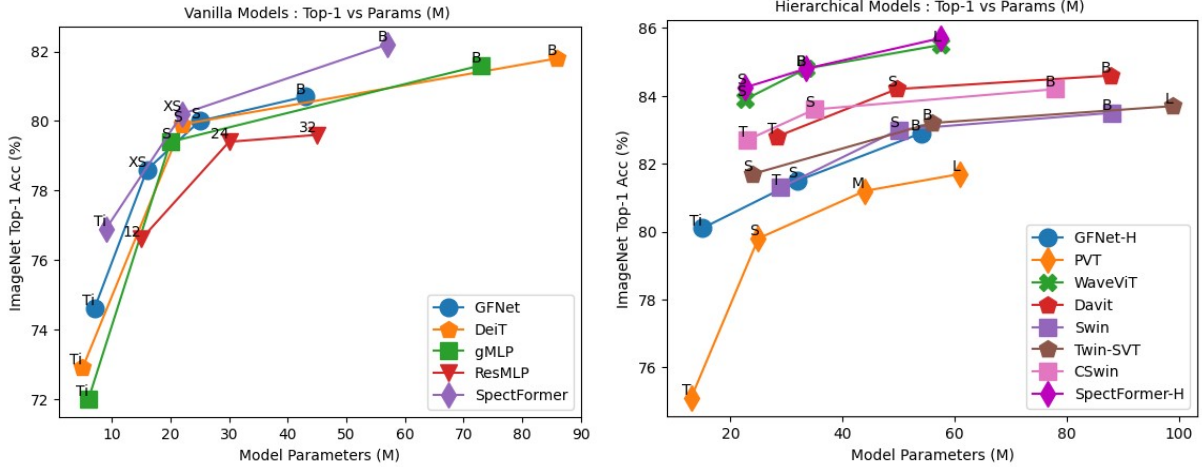 Vanilla Models : Top-1 vs Params (M)
ImageNet Top-1 Acc (%)
82
80
78
76
74
72
B
B
B
B
XS
S
S
S
24
32
XS
Ti
12
Ti
Ti
Ti
GFNet
DeiT
gMLP
ResMLP
SpectFormer
10 20 30 40 50 60 70 80 90
Model Parameters (M)
Hierarchical Models : Top-1 vs Params (M)
ImageNet Top-1 Acc (%)
86
84
82
80
78
76
L
B
B
S
S
S
B
B
S
T
T
B
L
B
S
B
S
T
S
Ti
L
M
S
T
GFNet-H
PVT
WaveViT
Davit
Swin
Twin-SVT
CSwin
SpectFormer-H
20 40 60 80 100
Model Parameters (M)